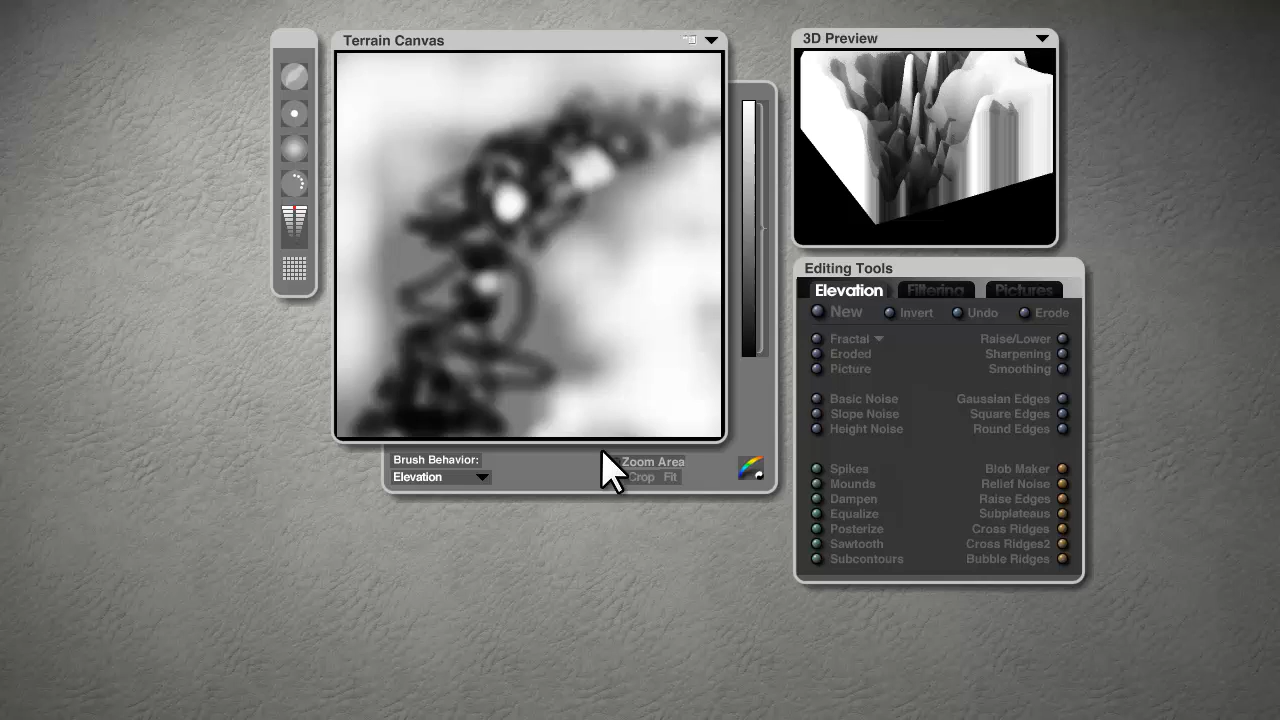 Terrain Canvas
3D Preview
Editing Tools
Elevation Filtering Pictures
New Invert Undo Erode
Fractal Raise/Lower
Eroded Sharpening
Picture Smoothing
Basic Noise Gaussian Edges
Slope Noise Square Edges
Height Noise Round Edges
Spikes Blob Maker
Mounds Relief Noise
Dampen Raise Edges
Equalize Subplateaus
Posterize Cross Ridges
Sawtooth Cross Ridges2
Subcontours Bubble Ridges
Brush Behavior: Zoom Area
Elevation Crop Fit